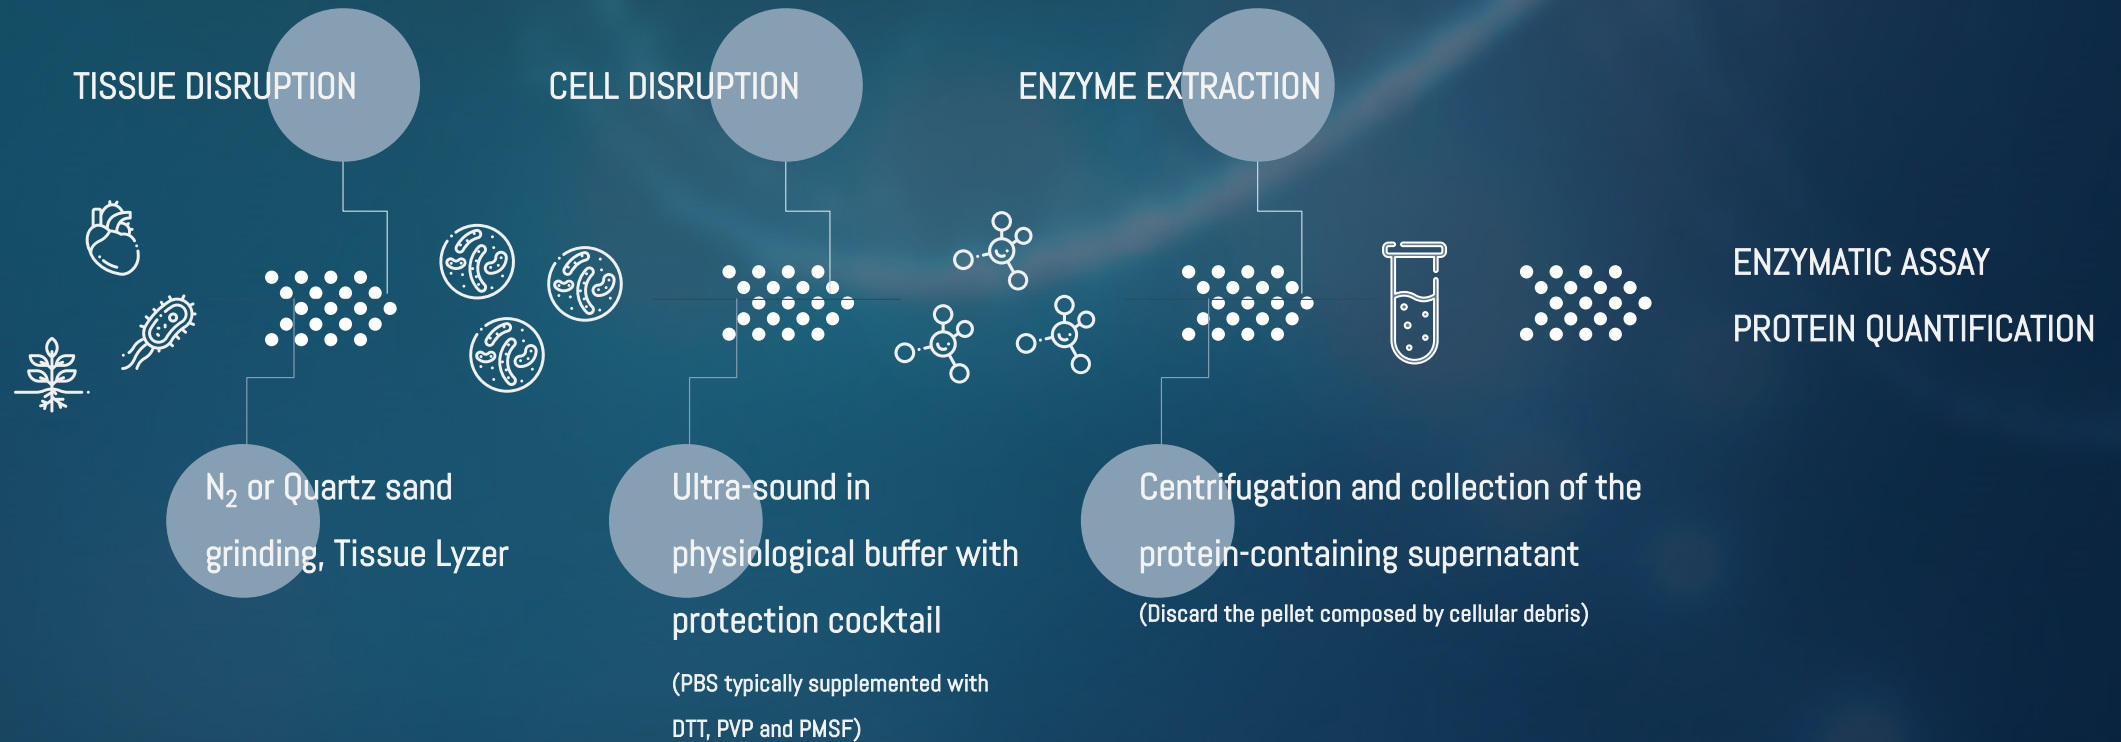 TISSUE DISRUPTION
CELL DISRUPTION
ENZYME EXTRACTION
ENZYMATIC ASSAY
PROTEIN QUANTIFICATION
N₂ or Quartz sand
grinding, Tissue Lyzer
Ultra-sound in
physiological buffer with
protection cocktail
(PBS typically supplemented with
DTT, PVP and PMSF)
Centrifugation and collection of the
protein-containing supernatant
(Discard the pellet composed by cellular debris)